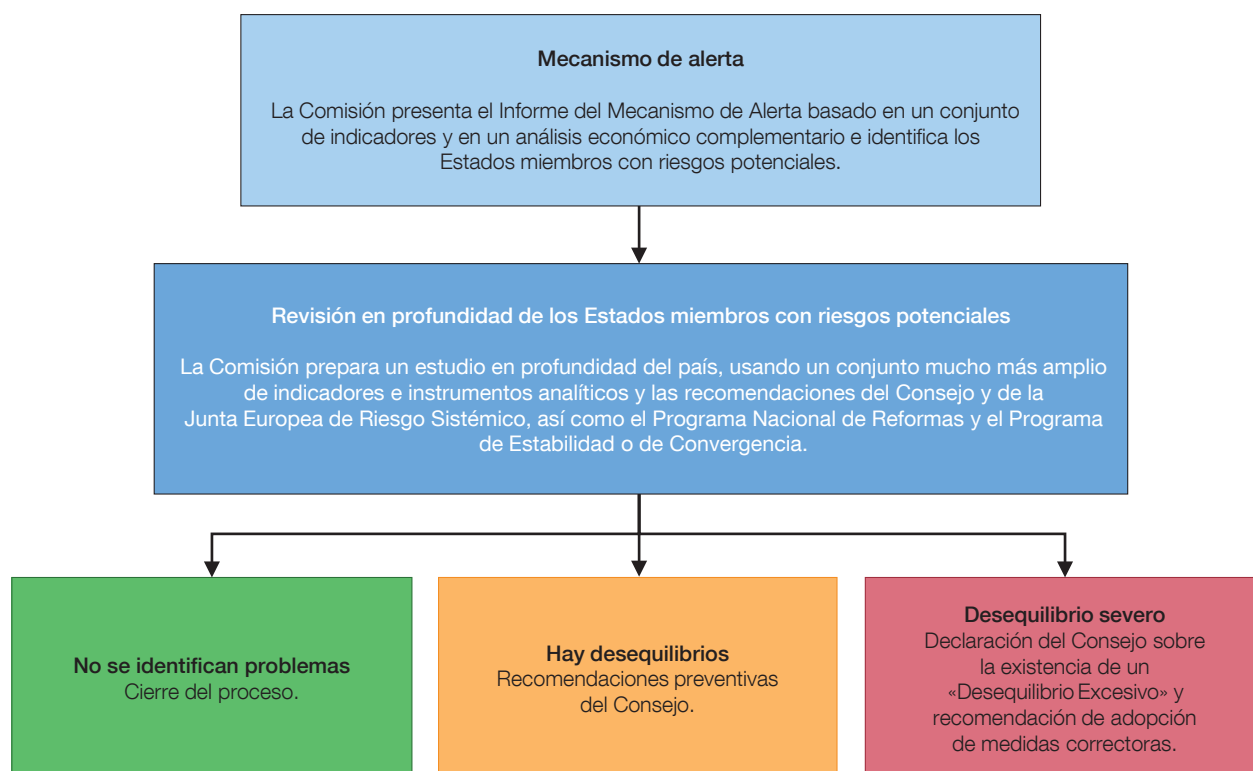 Mecanismo de alerta
La Comisión presenta el Informe del Mecanismo de Alerta basado en un conjunto
de indicadores y en un análisis económico complementario e identifica los
Estados miembros con riesgos potenciales.
Revisión en profundidad de los Estados miembros con riesgos potenciales
La Comisión prepara un estudio en profundidad del país, usando un conjunto mucho más amplio
de indicadores e instrumentos analíticos y las recomendaciones del Consejo y de la
Junta Europea de Riesgo Sistémico, así como el Programa Nacional de Reformas y el Programa
de Estabilidad o de Convergencia.
No se identifican problemas
Cierre del proceso.
Hay desequilibrios
Recomendaciones preventivas
del Consejo.
Desequilibrio severo
Declaración del Consejo sobre
la existencia de un
«Desequilibrio Excesivo» y
recomendación de adopción
de medidas correctoras.